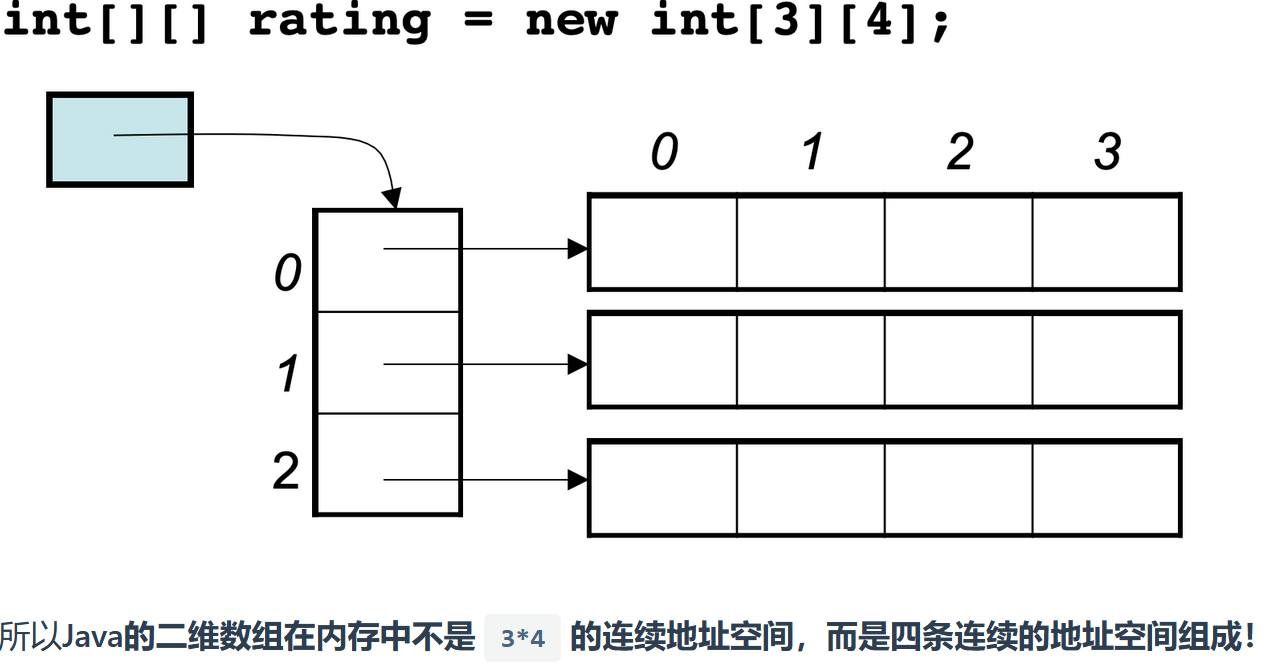 int[][] rating = new int[3][4];
0 1 2 3
0
1
2
所以Java的二维数组在内存中不是 3*4 的连续地址空间，而是四条连续的地址空间组成！